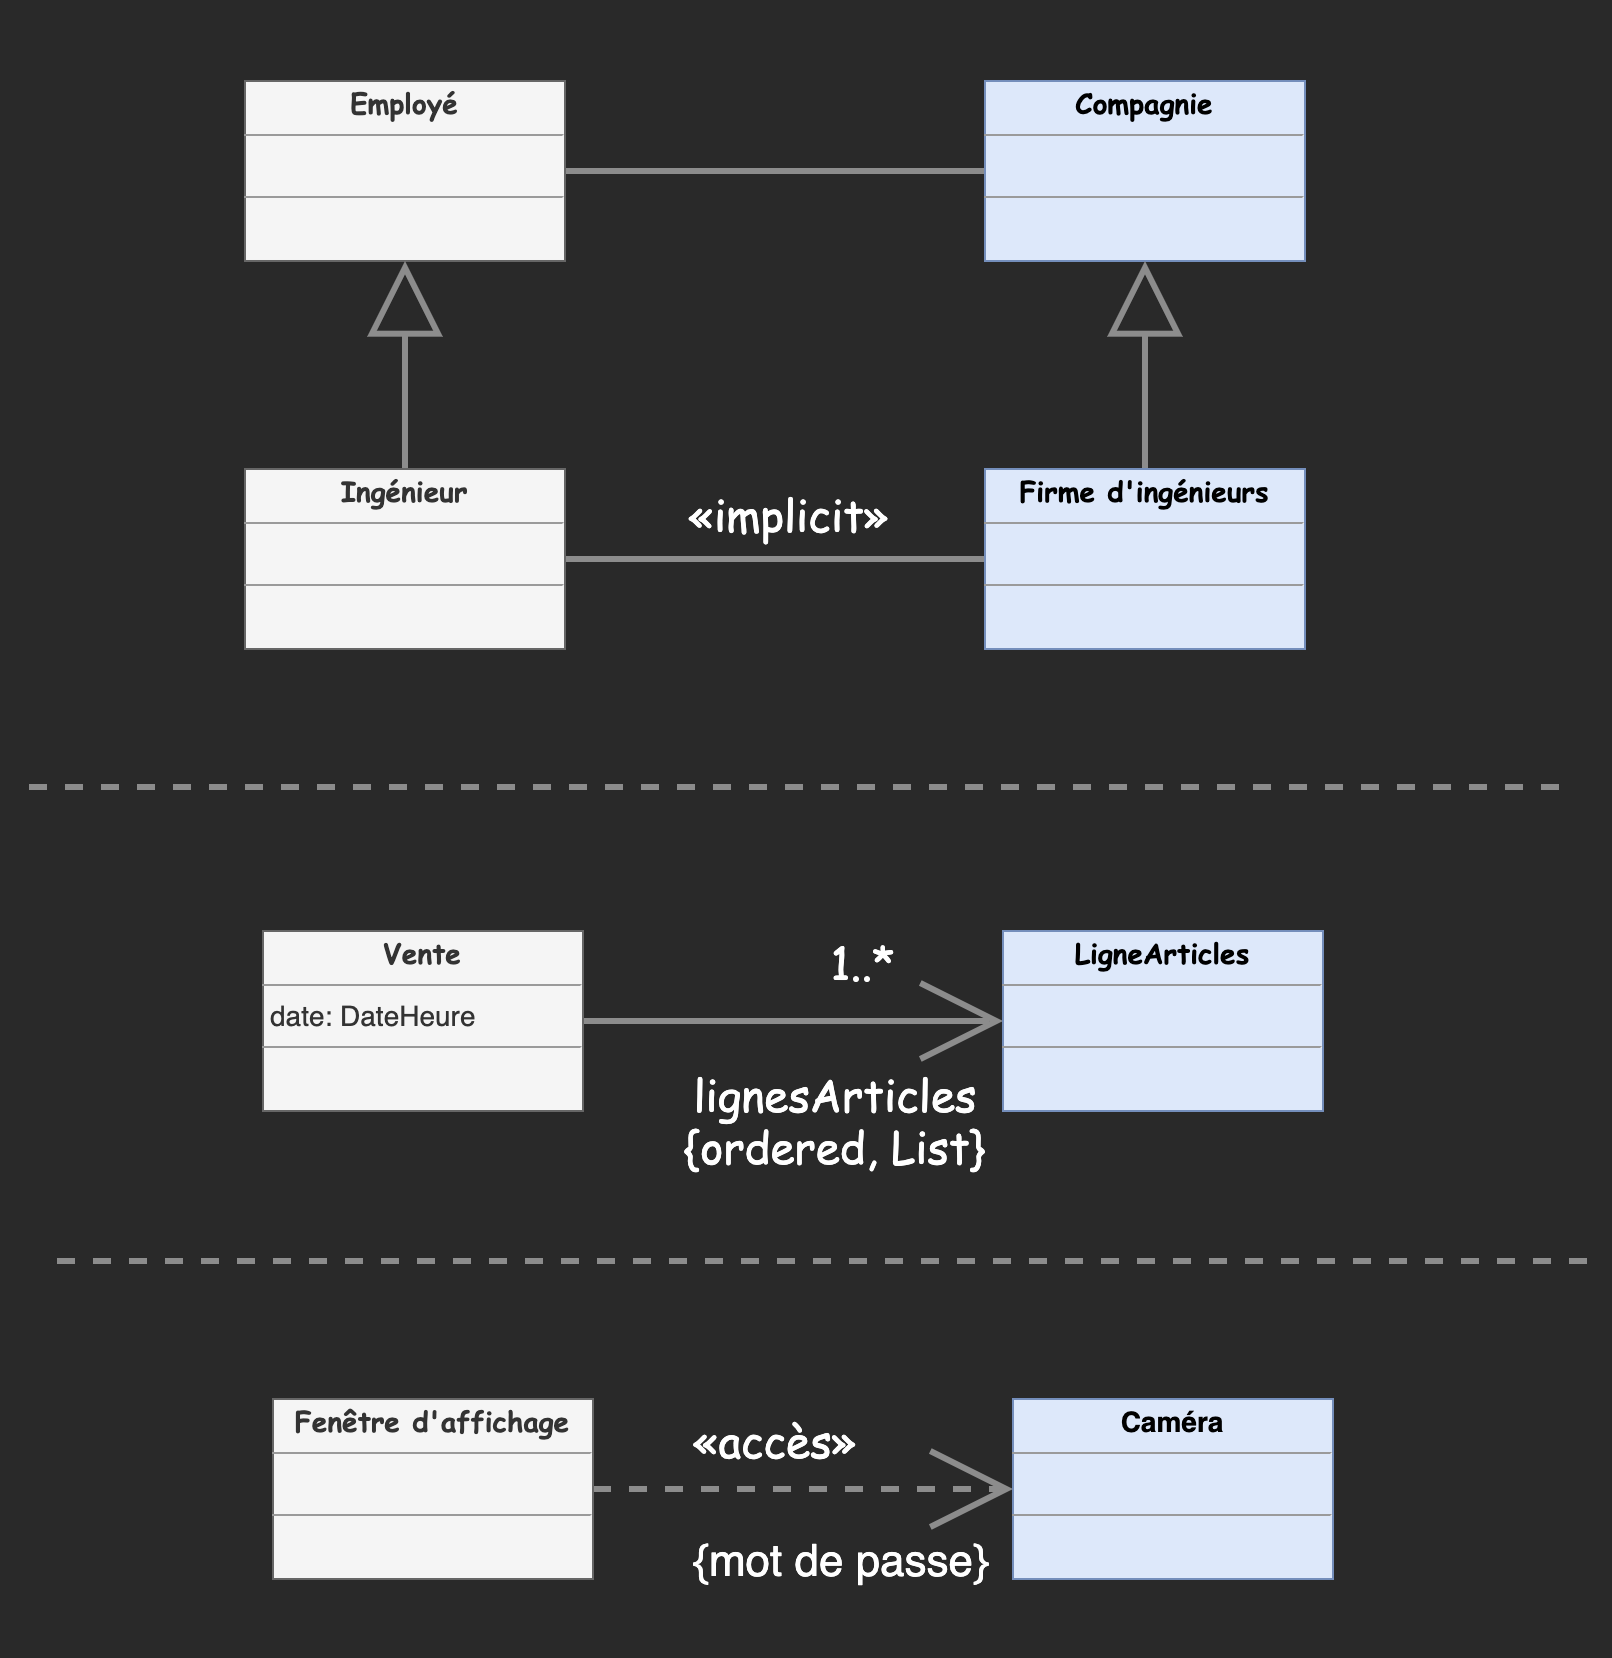 Employé
Compagnie
Ingénieur
«implicit»
Firme d'ingénieurs
Vente
date: DateHeure
1..*
LigneArticles
lignesArticles
{ordered, List}
Fenêtre d'affichage
«accès»
{mot de passe}
Caméra